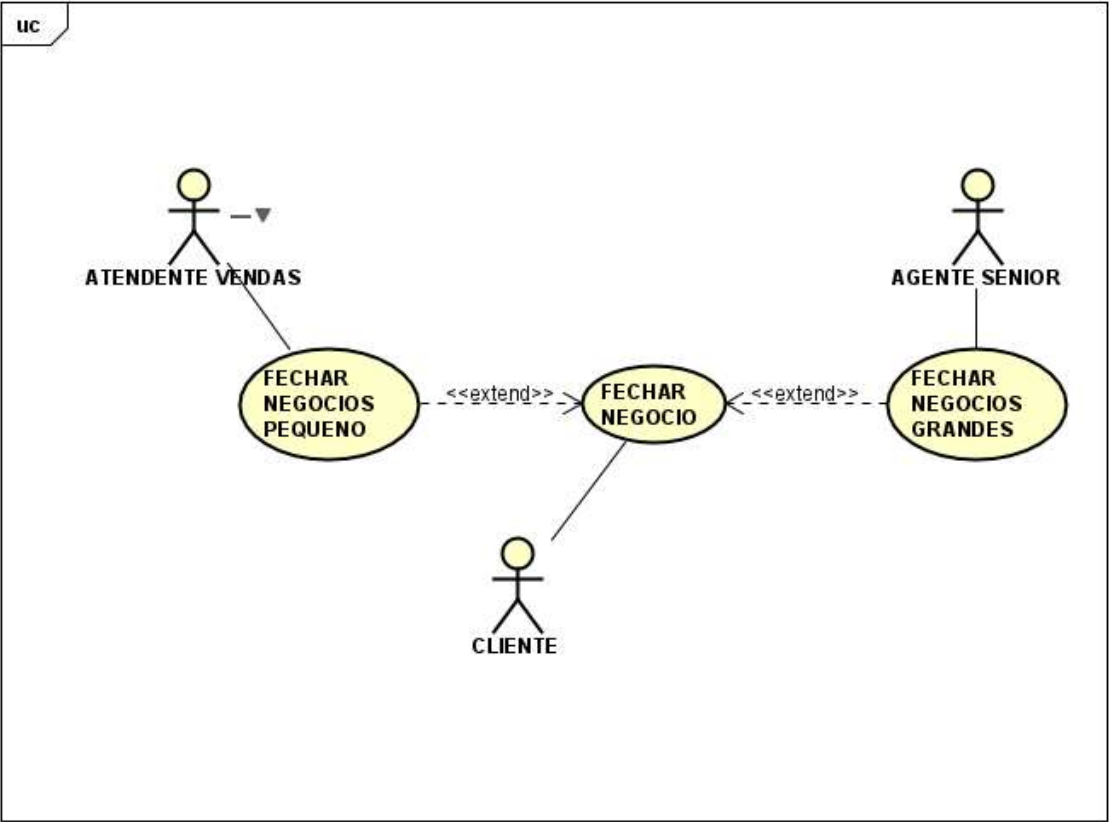 uc
ATENDENTE VENDAS
AGENTE SENIOR
FECHAR
NEGOCIOS
PEQUENO
<<extend>>
FECHAR
NEGOCIO
<<extend>>
FECHAR
NEGOCIOS
GRANDES
CLIENTE